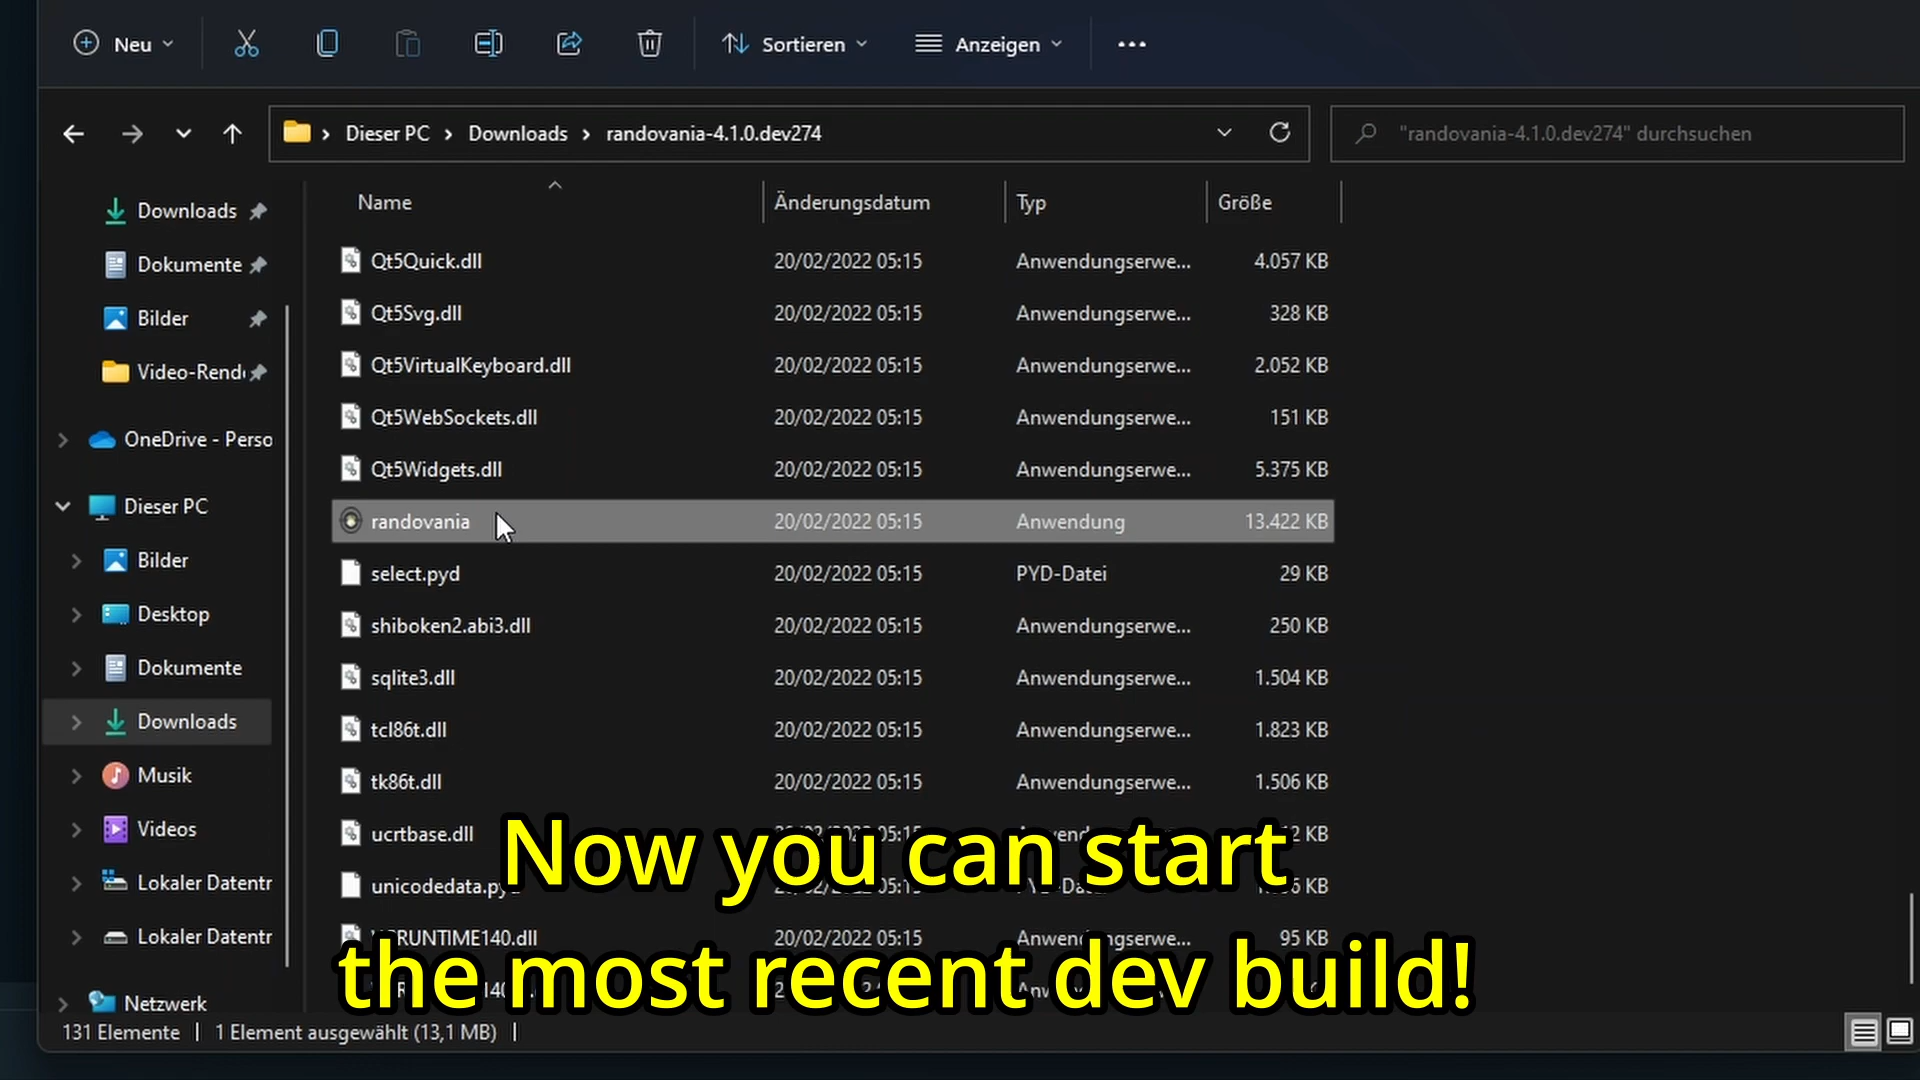 Neu
Sortieren
Anzeigen
Dieser PC
Downloads
randovania-4.1.0.dev274
"randovania-4.1.0.dev274" durchsuchen
Name
Änderungsdatum
Typ
Größe
Downloads
Dokumente
Bilder
Video-Rend
OneDrive - Perso
Dieser PC
Bilder
Desktop
Dokumente
Downloads
Musik
Videos
Lokaler Datentr
Lokaler Datentr
Netzwerk
Qt5Quick.dll 20/02/2022 05:15 Anwendungserwe... 4.057 KB
Qt5Svg.dll 20/02/2022 05:15 Anwendungserwe... 328 KB
Qt5VirtualKeyboard.dll 20/02/2022 05:15 Anwendungserwe... 2.052 KB
Qt5WebSockets.dll 20/02/2022 05:15 Anwendungserwe... 151 KB
Qt5Widgets.dll 20/02/2022 05:15 Anwendungserwe... 5.375 KB
randovania 20/02/2022 05:15 Anwendung 13.422 KB
select.pyd 20/02/2022 05:15 PYD-Datei 29 KB
shiboken2.abi3.dll 20/02/2022 05:15 Anwendungserwe... 250 KB
sqlite3.dll 20/02/2022 05:15 Anwendungserwe... 1.504 KB
tcl86t.dll 20/02/2022 05:15 Anwendungserwe... 1.823 KB
tk86t.dll 20/02/2022 05:15 Anwendungserwe... 1.506 KB
ucrtbase.dll KB
KB
20/02/2022 05:15 Anwendungserwe... 95 KB
Now you can start
the most recent dev build!
131 Elemente
1 Element ausgewählt (13,1 MB)